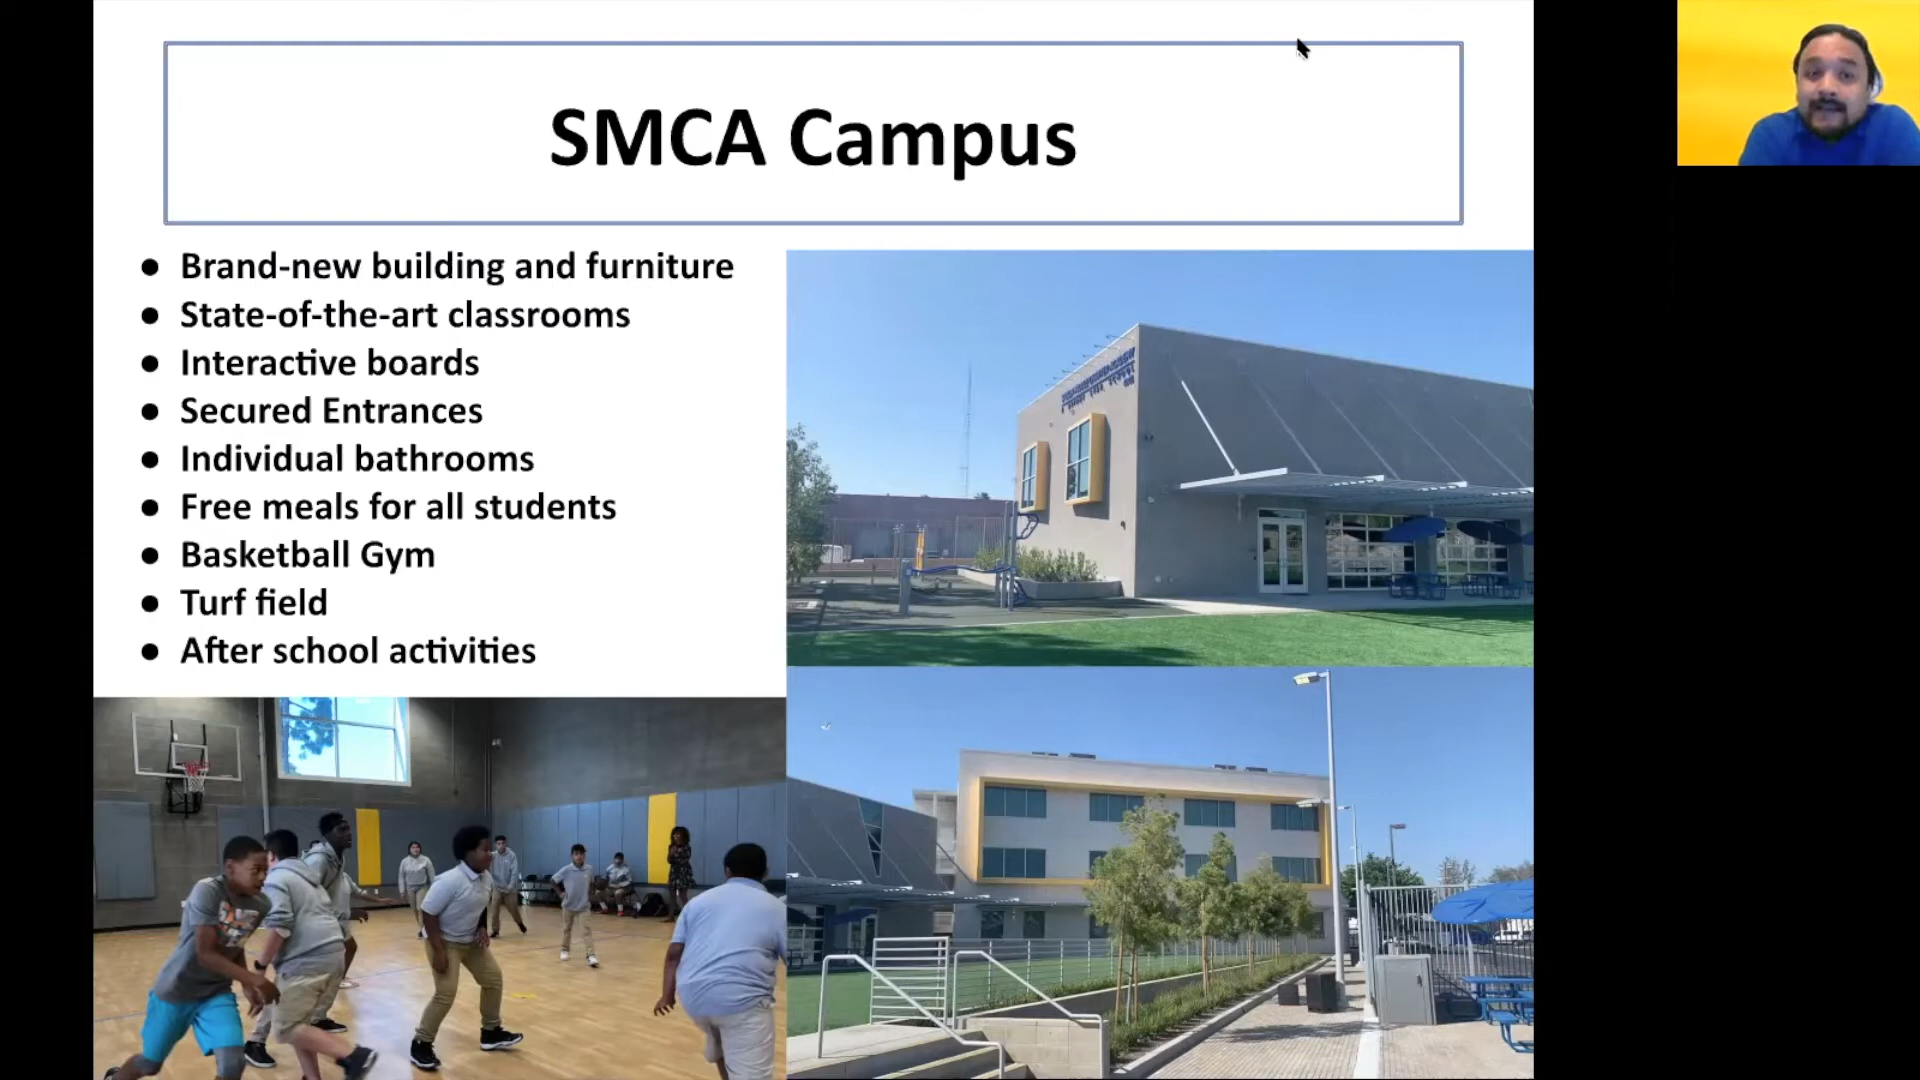 SMCA Campus
● Brand-new building and furniture
● State-of-the-art classrooms
● Interactive boards
● Secured Entrances
● Individual bathrooms
● Free meals for all students
● Basketball Gym
● Turf field
● After school activities